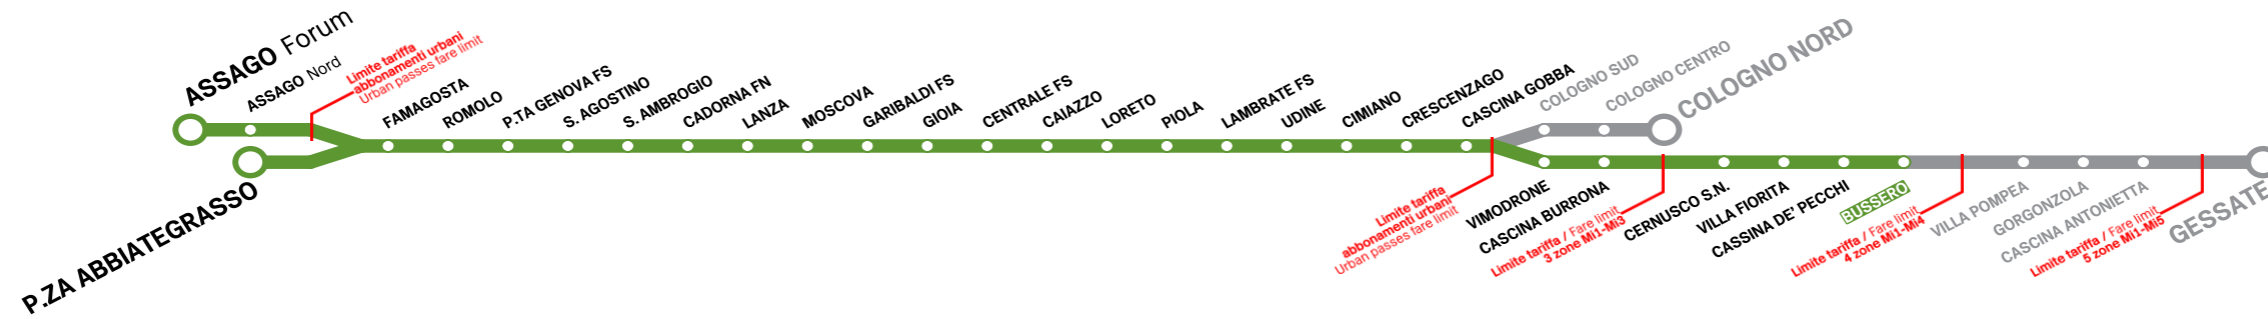 ASSAGO Forum
ASSAGO Nord
Limite tariffa
abbonamenti urbani
Urban passes fare limit
P.ZA ABBIATEGRASSO
FAMAGOSTA
ROMOLO
P.TA GENOVA FS
S. AGOSTINO
S. AMBROGIO
CADORNA FN
LANZA
MOSCOVA
GARIBALDI FS
GIOIA
CENTRALE FS
CAIAZZO
LORETO
PIOLA
LAMBRATE FS
UDINE
CIMIANO
CRESCENZAGO
CASCINA GOBBA
COLOGNO SUD
COLOGNO CENTRO
COLOGNO NORD
Limite tariffa
abbonamenti urbani
Urban passes fare limit
VIMODRONE
CASCINA BURRONA
Limite tariffa / Fare limit
3 zone Mi1-Mi3
CERNUSCO S.N.
VILLA FIORITA
CASSINA DE' PECCHI
BUSSERO
Limite tariffa / Fare limit
4 zone Mi1-Mi4
VILLA POMPEA
GORGONZOLA
CASCINA ANTONIETTA
Limite tariffa / Fare limit
5 zone Mi1-Mi5
GESSATE